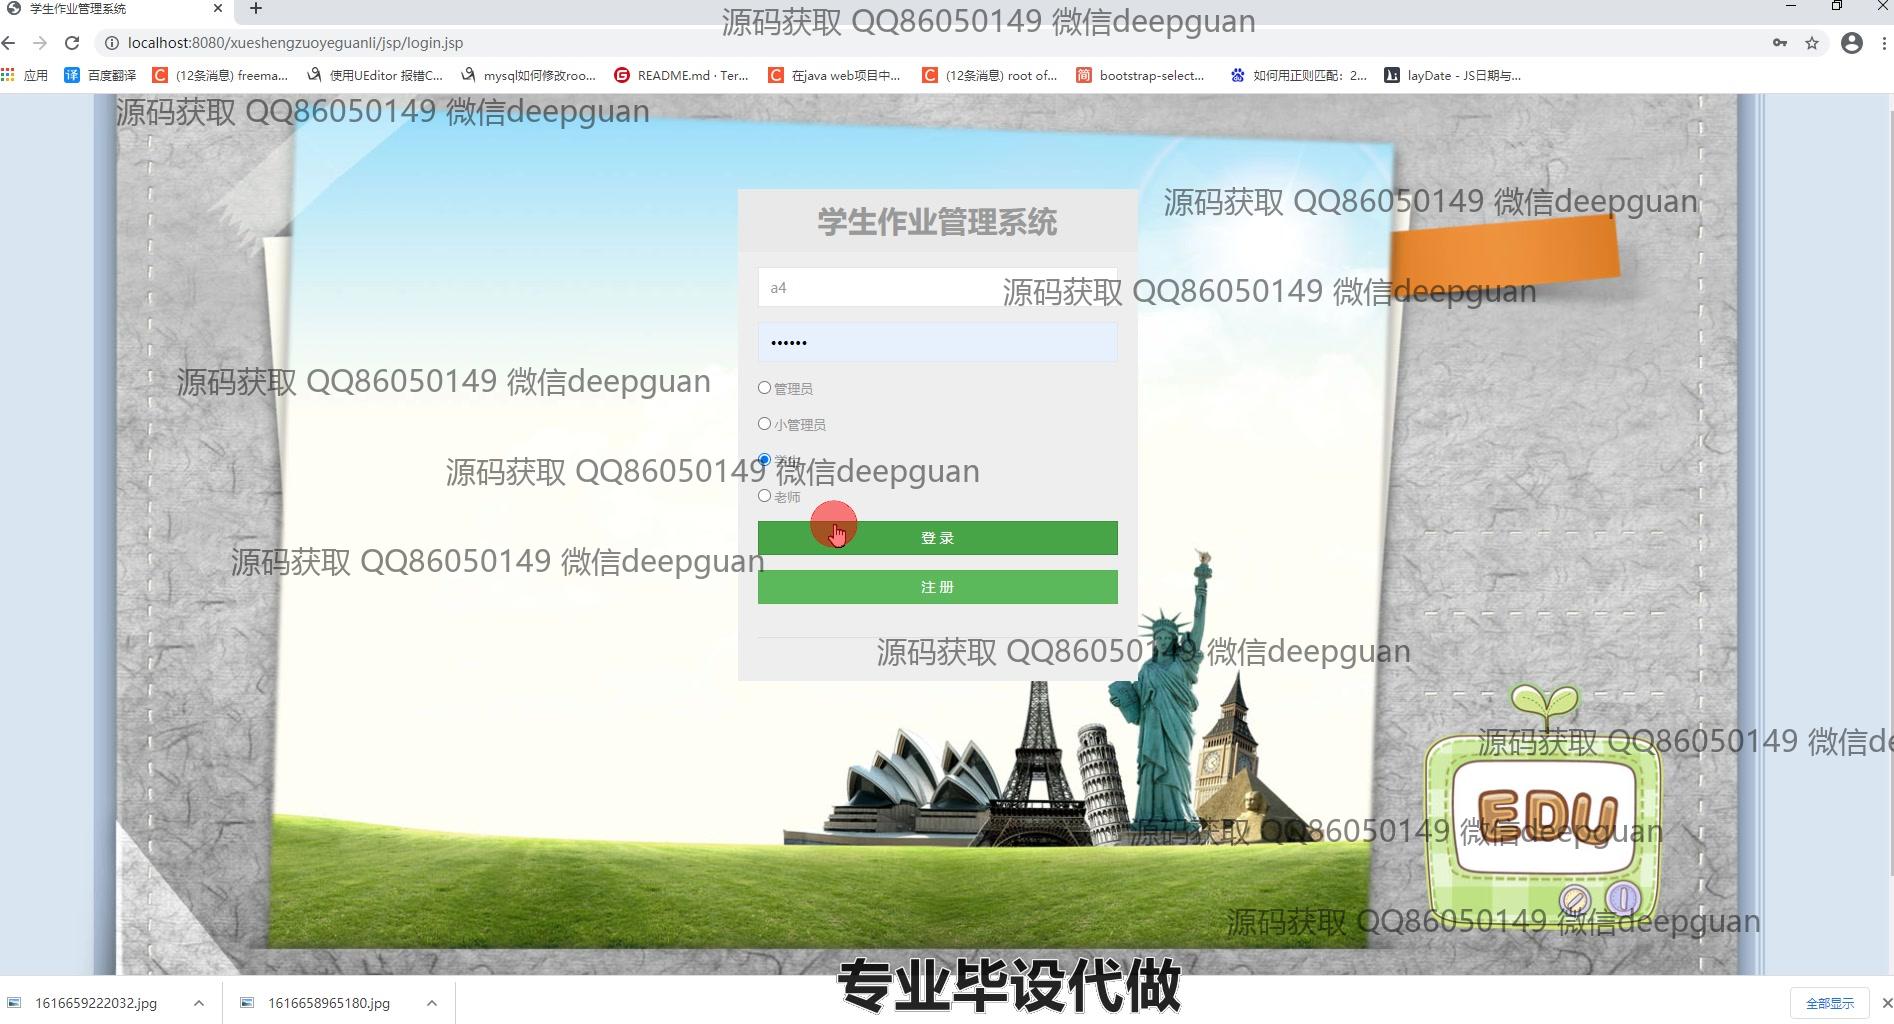 学生作业管理系统
源码获取 QQ86050149 微信deepguan
localhost:8080/xueshengzuoyeguanli/jsp/login.jsp
应用
译 百度翻译
C (12条消息) freema...
使用UEditor 报错C...
mysql如何修改roo...
G README.md · Ter...
C 在java web项目中...
C (12条消息) root of...
简 bootstrap-select...
如何用正则匹配：2...
layDate - JS日期与...
源码获取 QQ86050149 微信deepguan
源码获取 QQ86050149 微信deepguan
学生作业管理系统
a4
源码获取 QQ86050149 微信deepguan
••••••
源码获取 QQ86050149 微信deepguan
管理员
小管理员
学生
源码获取 QQ86050149 微信deepguan
老师
登 录
源码获取 QQ86050149 微信deepguan
注 册
源码获取 QQ86050149 微信deepguan
源码获取 QQ86050149 微信de
EDU
源码获取 QQ86050149 微信deepguan
源码获取 QQ86050149 微信deepguan
专业毕设代做
1616659222032.jpg
1616658965180.jpg
全部显示